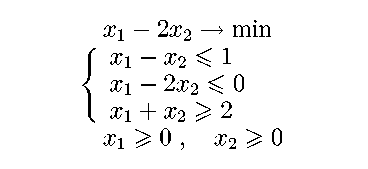 x₁ − 2x₂ → min
x₁ − x₂ ⩽ 1
x₁ − 2x₂ ⩽ 0
x₁ + x₂ ⩾ 2
x₁ ⩾ 0 , x₂ ⩾ 0